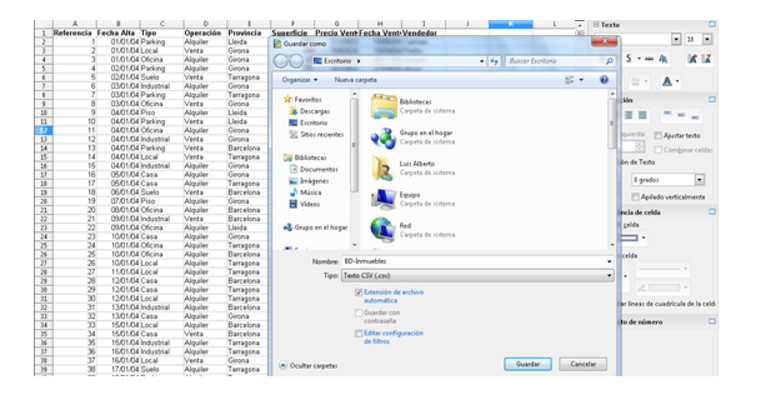 A B C D E F G H I J K L
1 Referencia Fecha Alta Tipo Operación Provincia Superficie Precio Vent Fecha Vent Vendedor
2 1 01/01/04 Parking Alquiler Lleida
3 2 01/01/04 Local Venta Girona
4 3 01/01/04 Oficina Alquiler Girona
5 4 02/01/04 Parking Alquiler Girona
6 5 02/01/04 Suelo Venta Tarragona
7 6 03/01/04 Industrial Alquiler Girona
8 7 03/01/04 Parking Alquiler Tarragona
9 8 03/01/04 Oficina Venta Girona
10 9 04/01/04 Piso Alquiler Lleida
11 10 04/01/04 Parking Venta Lleida
12 11 04/01/04 Oficina Alquiler Girona
13 12 04/01/04 Industrial Venta Girona
14 13 04/01/04 Parking Venta Barcelona
15 14 04/01/04 Local Venta Tarragona
16 15 04/01/04 Industrial Alquiler Girona
17 16 05/01/04 Casa Alquiler Girona
18 17 05/01/04 Casa Alquiler Tarragona
19 18 06/01/04 Suelo Venta Barcelona
20 19 07/01/04 Piso Alquiler Girona
21 20 08/01/04 Oficina Alquiler Barcelona
22 21 09/01/04 Industrial Venta Barcelona
23 22 09/01/04 Oficina Alquiler Lleida
24 23 10/01/04 Casa Alquiler Girona
25 24 10/01/04 Oficina Alquiler Tarragona
26 25 10/01/04 Oficina Alquiler Barcelona
27 26 10/01/04 Local Venta Tarragona
28 27 11/01/04 Local Venta Tarragona
29 28 12/01/04 Casa Alquiler Barcelona
30 29 12/01/04 Casa Alquiler Tarragona
31 30 12/01/04 Local Venta Tarragona
32 31 13/01/04 Industrial Alquiler Barcelona
33 32 13/01/04 Casa Alquiler Girona
34 33 15/01/04 Local Alquiler Barcelona
35 34 15/01/04 Casa Venta Barcelona
36 35 15/01/04 Industrial Alquiler Tarragona
37 36 16/01/04 Industrial Alquiler Tarragona
38 37 16/01/04 Local Venta Girona
39 38 17/01/04 Suelo Alquiler Tarragona
Guardar como
Escritorio
Buscar Escritorio
Organizar
Nueva carpeta
Favoritos
Descargas
Escritorio
Sitios recientes
Bibliotecas
Documentos
Imágenes
Música
Vídeos
Grupo en el hogar
Bibliotecas
Carpeta de sistema
Grupo en el hogar
Carpeta de sistema
Luis Alberto
Carpeta de sistema
Equipo
Carpeta de sistema
Red
Carpeta de sistema
Nombre: BD-Inmuebles
Tipo: Texto CSV (.csv)
Extensión de archivo
automática
Guardar con
contraseña
Editar configuración
de filtros
Ocultar carpetas
Guardar
Cancelar
Texto
10
ción
quierda:
Ajustar texto
Combinar celdas
ón de Texto
0 grados
Apilado verticalmente
ncia de celda
celda
celda
ar líneas de cuadrícula de la celd
to de número